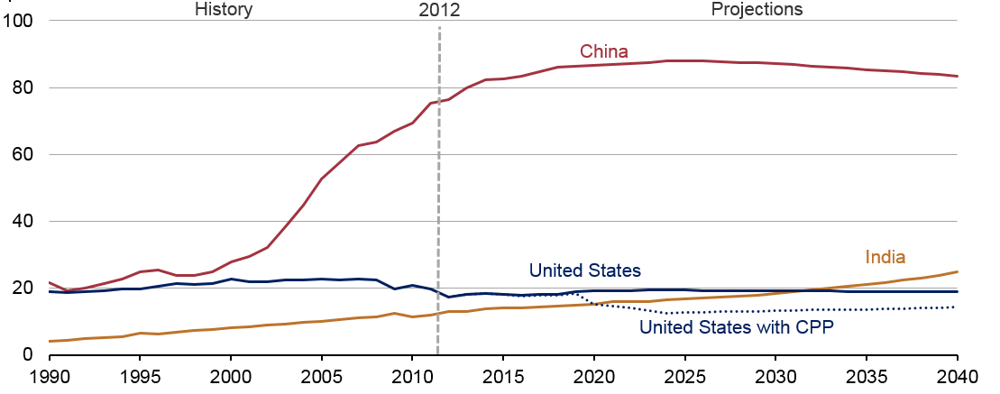 History 2012 Projections
100
80
60
40
20
0
China
United States
India
United States with CPP
1990 1995 2000 2005 2010 2015 2020 2025 2030 2035 2040